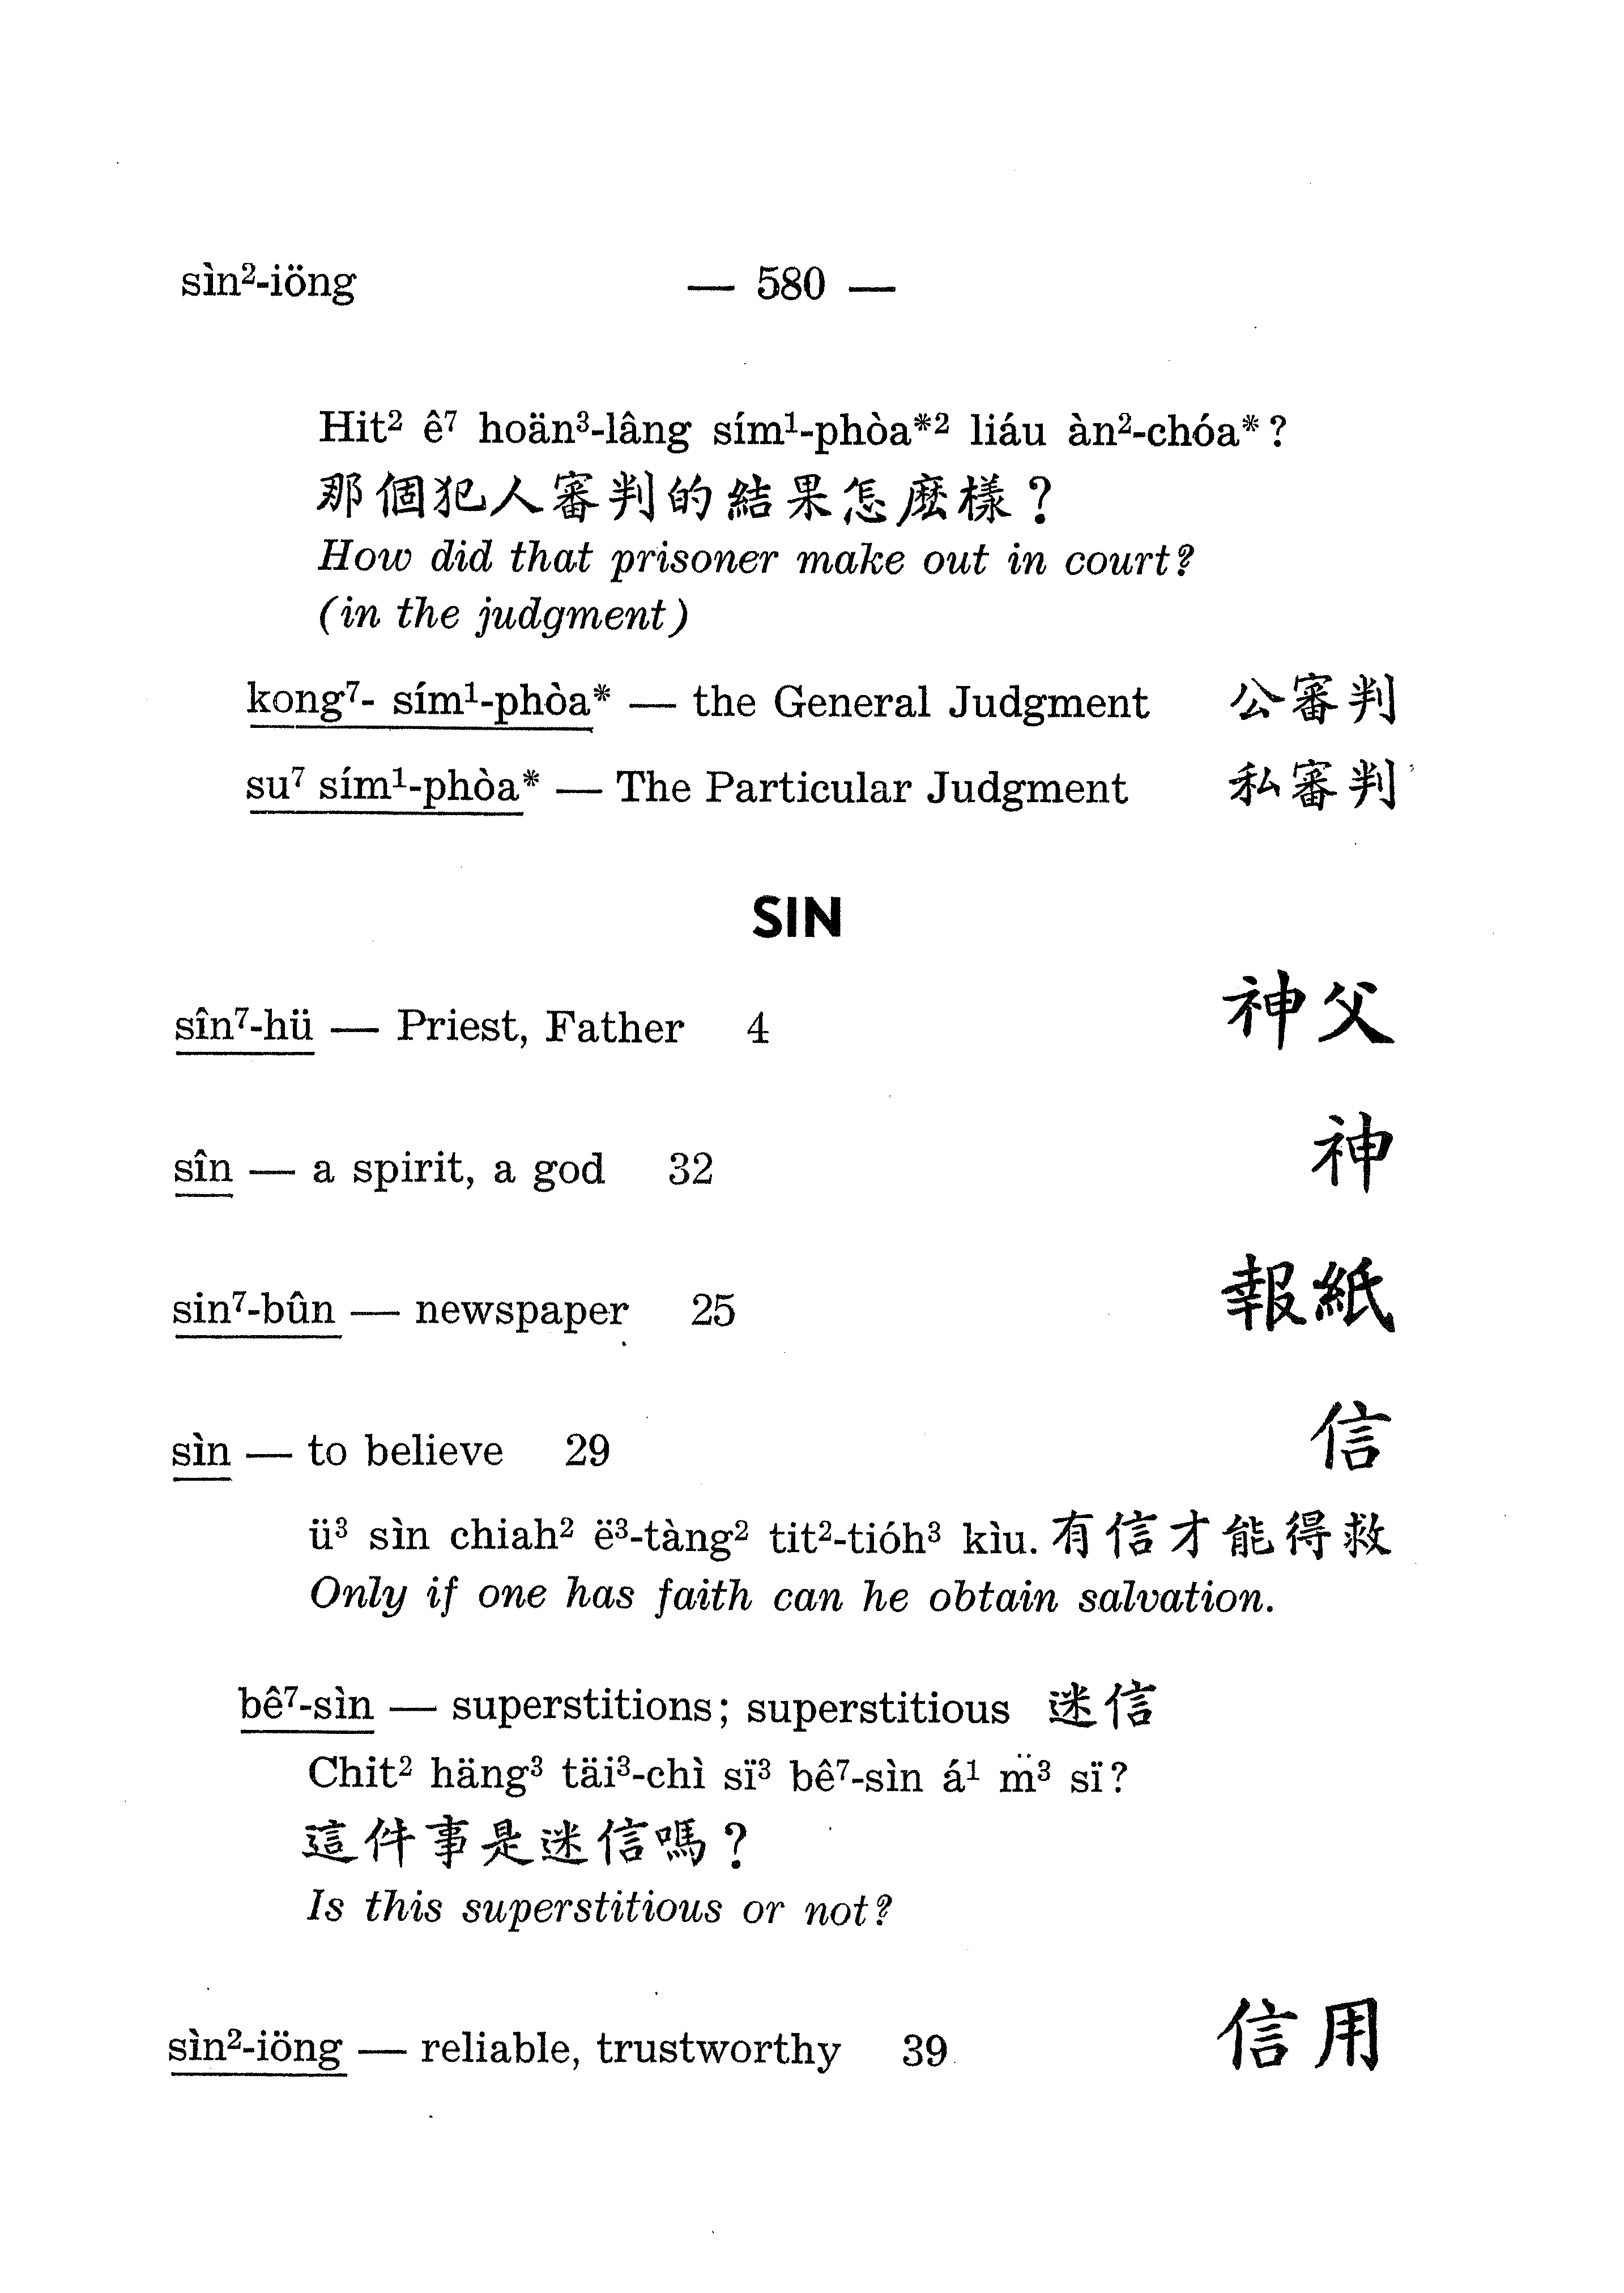 sìn²-iöng — 580 —
Hit² ê⁷ hoän³-lâng sím¹-phòa*² liáu àn²-chóa*?
那個犯人審判的結果怎麼樣？
How did that prisoner make out in court?
(in the judgment)
kong⁷- sím¹-phòa* — the General Judgment 公審判
su⁷ sím¹-phòa* — The Particular Judgment 私審判
SIN
sîn⁷-hü — Priest, Father 4 神父
sîn — a spirit, a god 32 神
sin⁷-bûn — newspaper 25 報紙
sìn — to believe 29 信
ü³ sìn chiah² ë³-tàng² tit²-tióh³ kìu. 有信才能得救
Only if one has faith can he obtain salvation.
bê⁷-sìn — superstitions; superstitious 迷信
Chit² häng³ täi³-chì sï³ bê⁷-sìn á¹ m̈³ sï?
這件事是迷信嗎？
Is this superstitious or not?
sìn²-iöng — reliable, trustworthy 39 信用